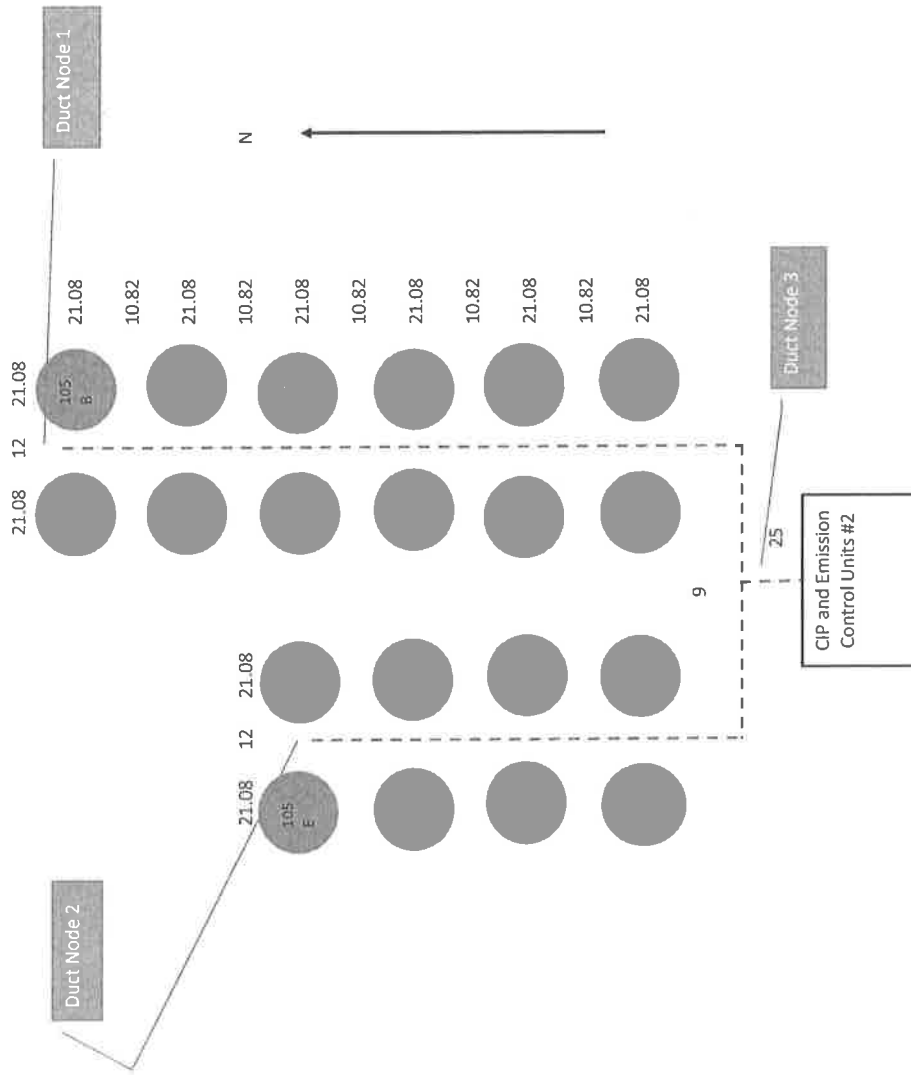 Duct Node 1
Duct Node 2
Duct Node 3
N
21.08
12
21.08
105
B
21.08
10.82
21.08
10.82
21.08
10.82
21.08
10.82
21.08
10.82
21.08
21.08
12
21.08
105
E
9
25
CIP and Emission
Control Units #2